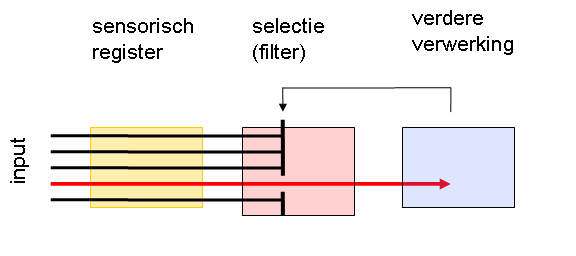 sensorisch
register
selectie
(filter)
verdere
verwerking
input